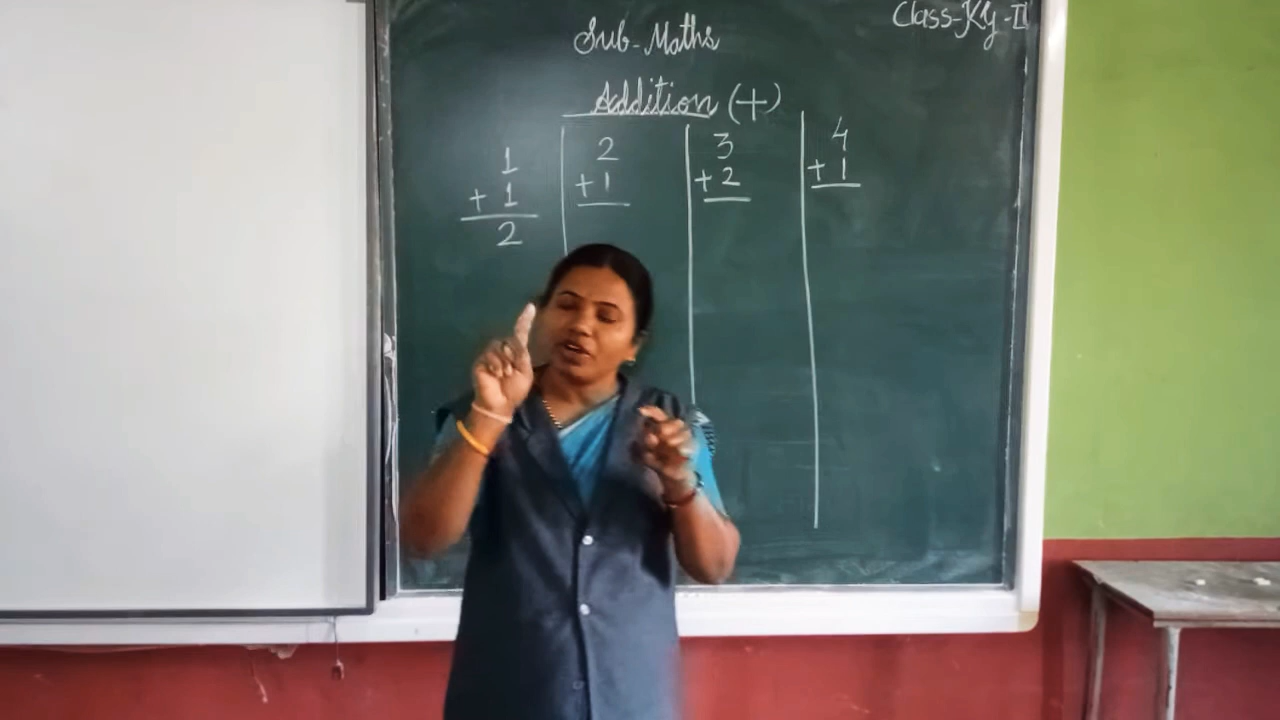 Class-KG-II
Sub-Maths
Addition (+)
1 2 3 4
+ 1 + 1 + 2 + 1
2